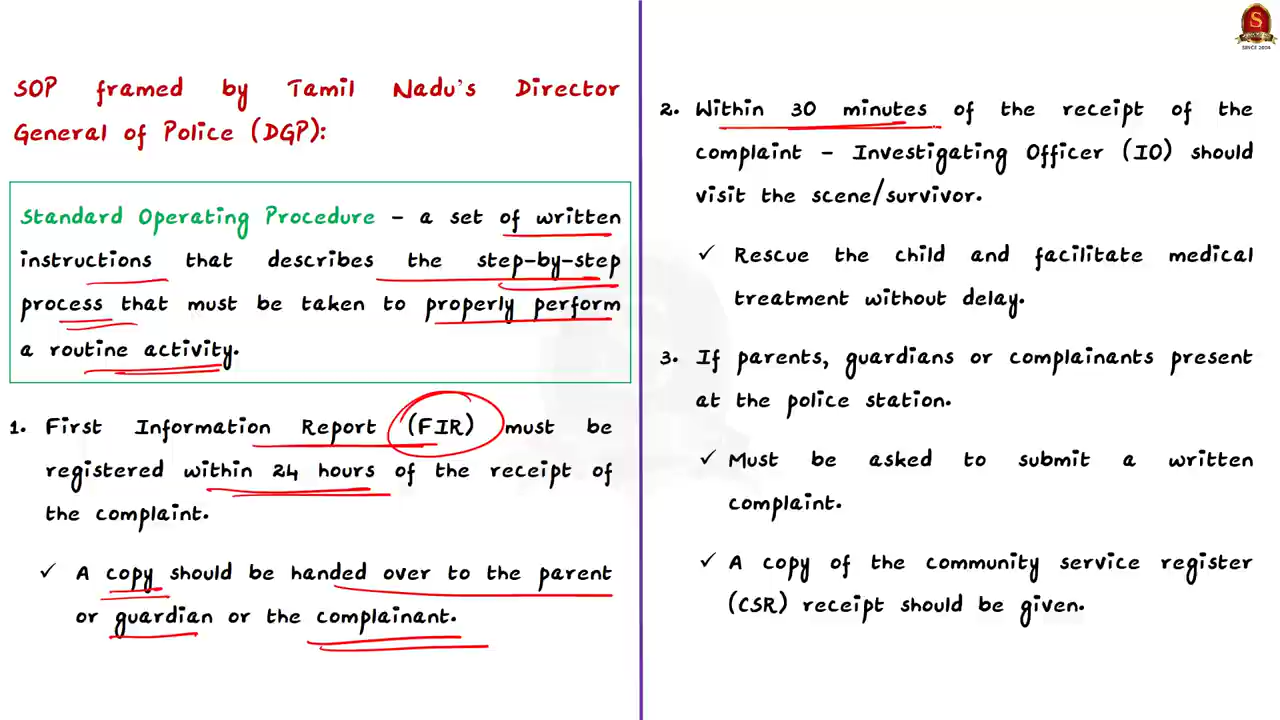 SOP framed by Tamil Nadu's Director
General of Police (DGP):
Standard Operating Procedure - a set of written
instructions that describes the step-by-step
process that must be taken to properly perform
a routine activity.
1. First Information Report (FIR) must be
registered within 24 hours of the receipt of
the complaint.
✓ A copy should be handed over to the parent
or guardian or the complainant.
2. Within 30 minutes of the receipt of the
complaint - Investigating Officer (IO) should
visit the scene/survivor.
✓ Rescue the child and facilitate medical
treatment without delay.
3. If parents, guardians or complainants present
at the police station.
✓ Must be asked to submit a written
complaint.
✓ A copy of the community service register
(CSR) receipt should be given.
S
SINCE 2004